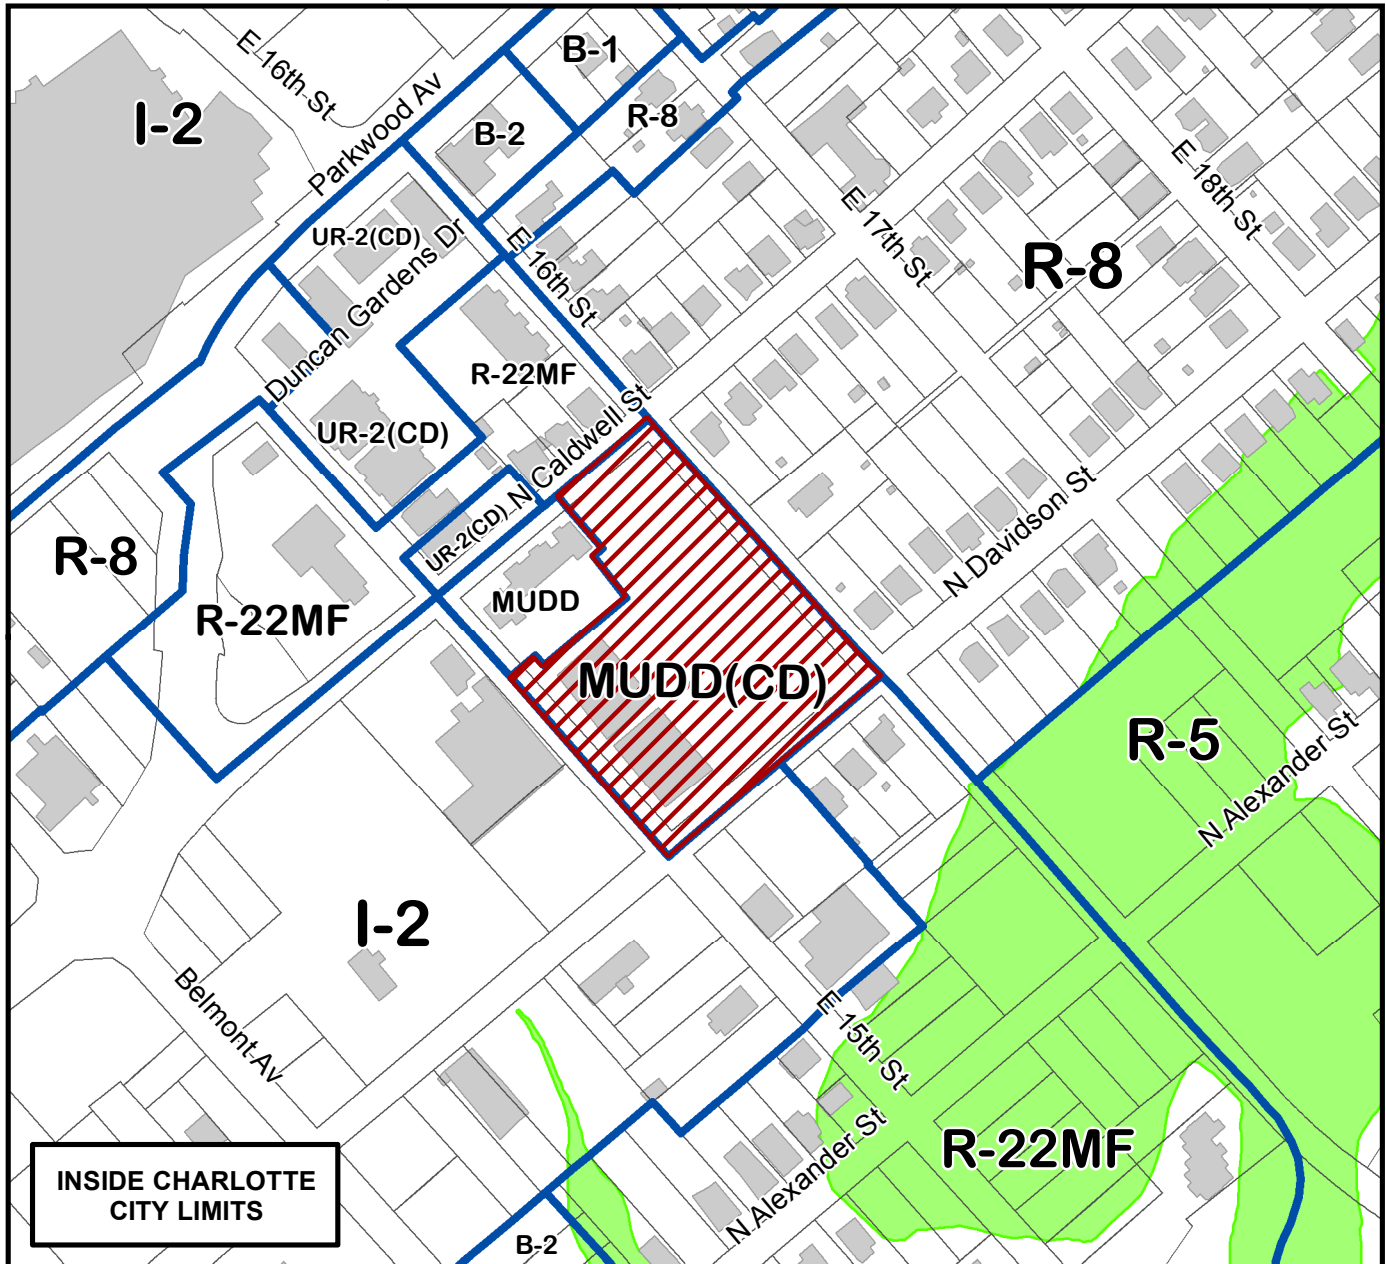 E 16th St
B-1
I-2
Parkwood Av
B-2
R-8
E 18th St
E 17th St
UR-2(CD)
Duncan Gardens Dr
E 16th St
R-8
R-22MF
UR-2(CD)
N Caldwell St
N Davidson St
UR-2(CD)
R-8
MUDD
R-22MF
MUDD(CD)
R-5
N Alexander St
I-2
Belmont Av
E 15th St
R-22MF
N Alexander St
INSIDE CHARLOTTE
CITY LIMITS
B-2